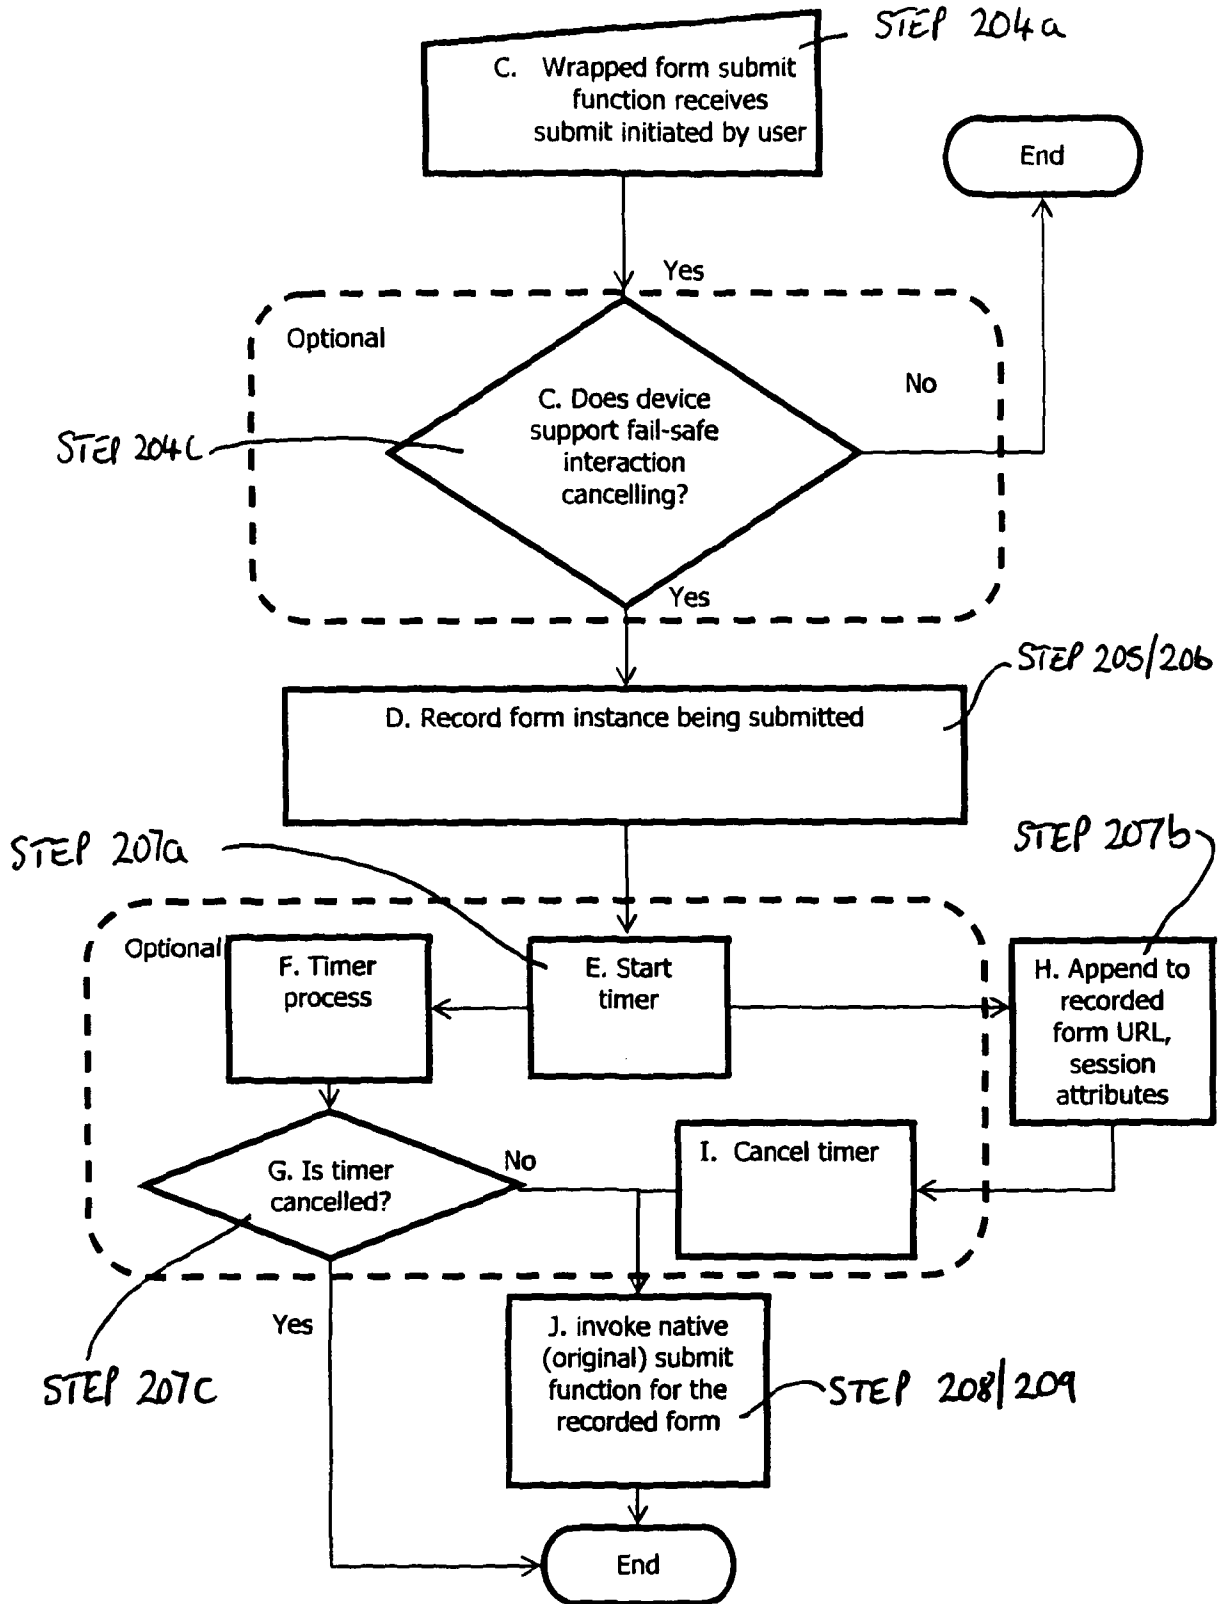 STEP 204a
C. Wrapped form submit
function receives
submit initiated by user
End
Yes
Optional
No
C. Does device
support fail-safe
interaction
cancelling?
STEP 204c
Yes
STEP 205/206
D. Record form instance being submitted
STEP 207a
STEP 207b
Optional
F. Timer
process
E. Start
timer
H. Append to
recorded
form URL,
session
attributes
I. Cancel timer
No
G. Is timer
cancelled?
Yes
J. invoke native
(original) submit
function for the
recorded form
STEP 207c
STEP 208/209
End